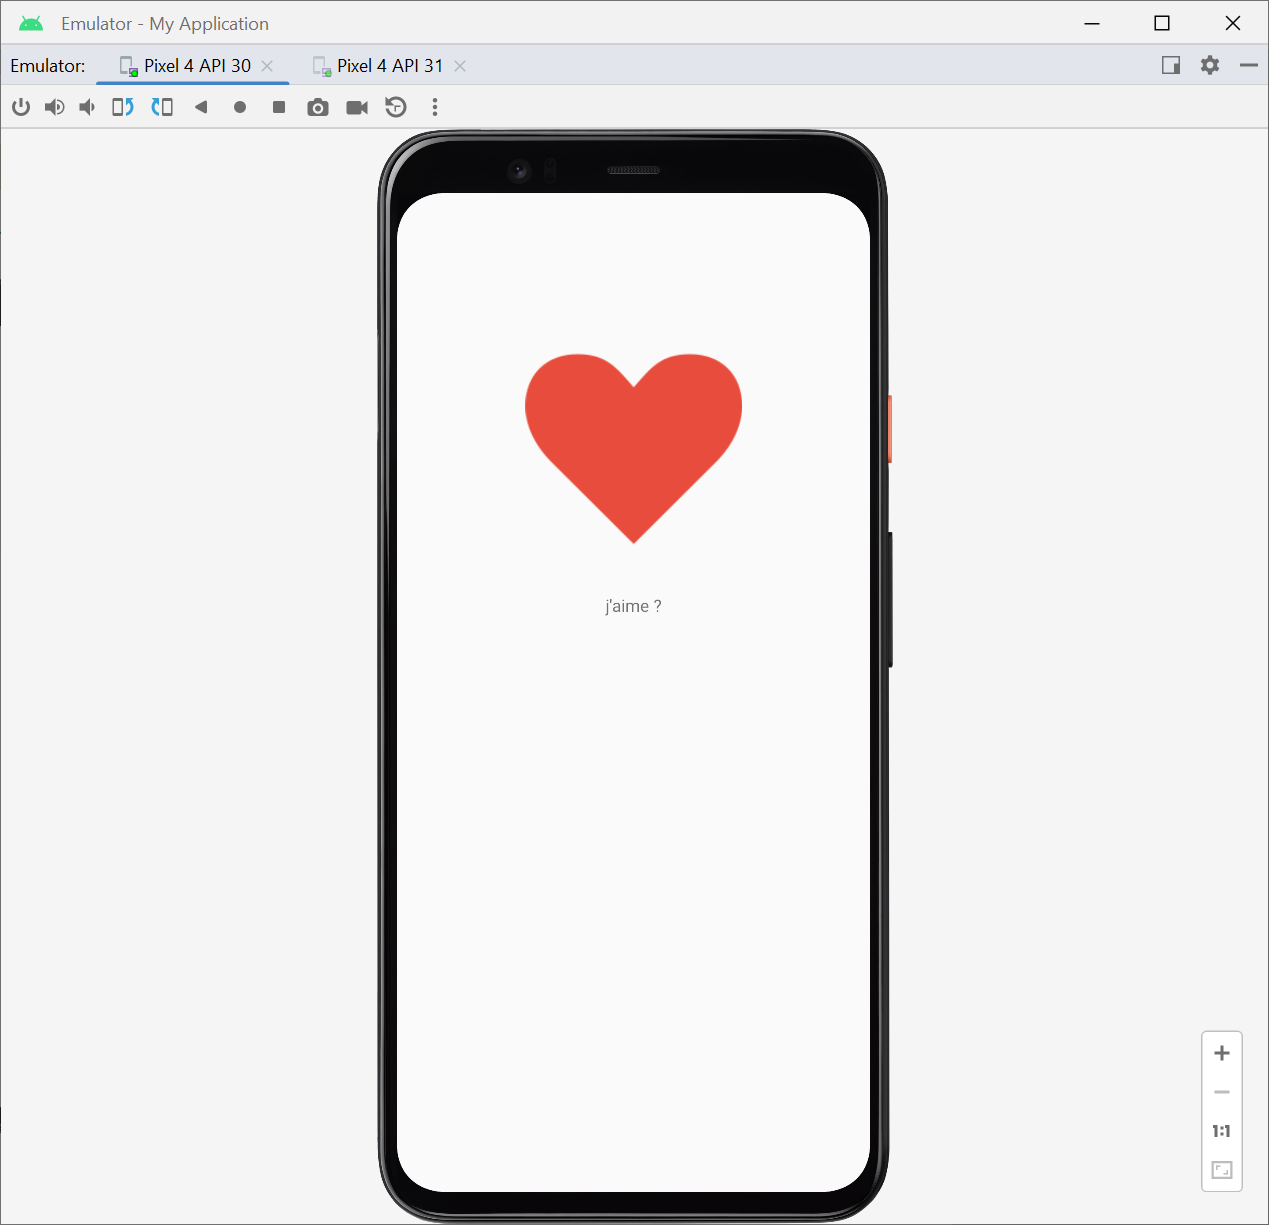 Emulator - My Application
Emulator:
Pixel 4 API 30
Pixel 4 API 31
j'aime ?
1:1